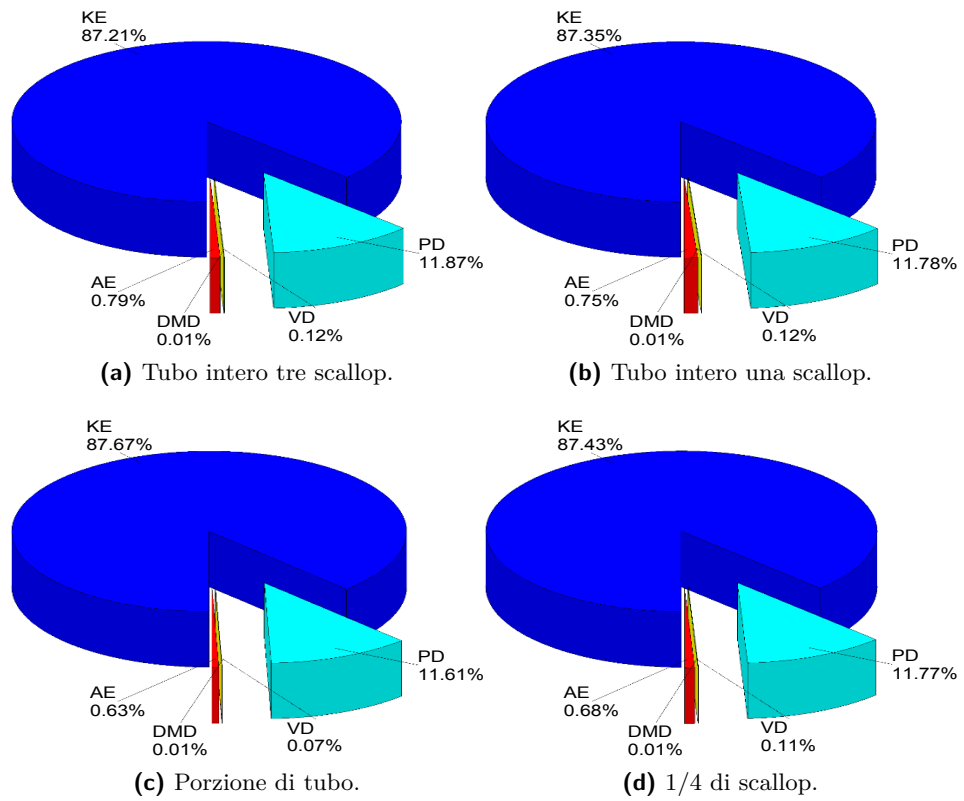 KE
87.21%
PD
11.87%
AE
0.79%
DMD
0.01%
VD
0.12%
(a) Tubo intero tre scallop.
KE
87.35%
PD
11.78%
AE
0.75%
DMD
0.01%
VD
0.12%
(b) Tubo intero una scallop.
KE
87.67%
PD
11.61%
AE
0.63%
DMD
0.01%
VD
0.07%
(c) Porzione di tubo.
KE
87.43%
PD
11.77%
AE
0.68%
DMD
0.01%
VD
0.11%
(d) 1/4 di scallop.